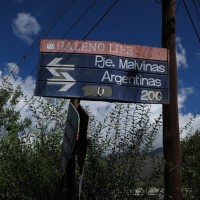 GALENO LIFE
Pje. Malvinas
Argentinas
200